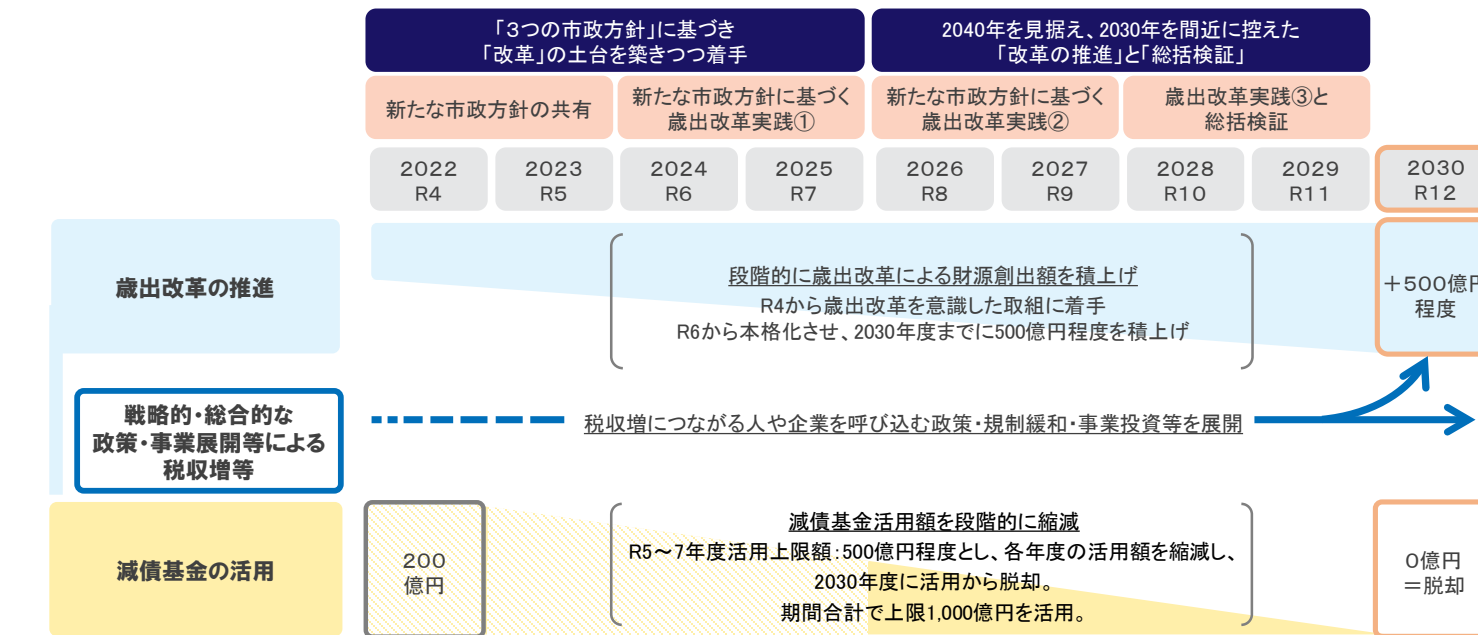 「3つの市政方針」に基づき
「改革」の土台を築きつつ着手
2040年を見据え、2030年を間近に控えた
「改革の推進」と「総括検証」
新たな市政方針の共有
新たな市政方針に基づく
歳出改革実践①
新たな市政方針に基づく
歳出改革実践②
歳出改革実践③と
総括検証
2022
R4
2023
R5
2024
R6
2025
R7
2026
R8
2027
R9
2028
R10
2029
R11
2030
R12
歳出改革の推進
段階的に歳出改革による財源創出額を積上げ
R4から歳出改革を意識した取組に着手
R6から本格化させ、2030年度までに500億円程度を積上げ
＋500億円
程度
戦略的・総合的な
政策・事業展開等による
税収増等
税収増につながる人や企業を呼び込む政策・規制緩和・事業投資等を展開
減債基金の活用
200
億円
減債基金活用額を段階的に縮減
R5～7年度活用上限額：500億円程度とし、各年度の活用額を縮減し、
2030年度に活用から脱却。
期間合計で上限1,000億円を活用。
0億円
＝脱却